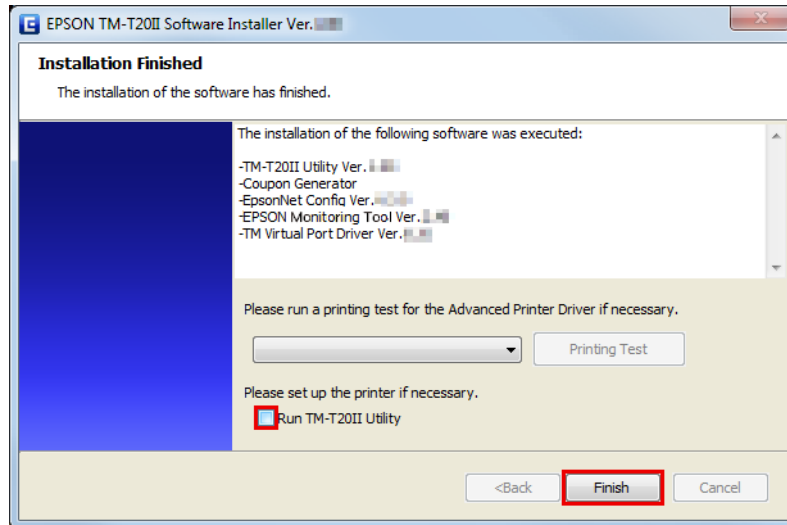 EPSON TM-T20II Software Installer Ver.
Installation Finished
The installation of the software has finished.
The installation of the following software was executed:
-TM-T20II Utility Ver.
-Coupon Generator
-EpsonNet Config Ver.
-EPSON Monitoring Tool Ver.
-TM Virtual Port Driver Ver.
Please run a printing test for the Advanced Printer Driver if necessary.
Printing Test
Please set up the printer if necessary.
Run TM-T20II Utility
<Back Finish Cancel